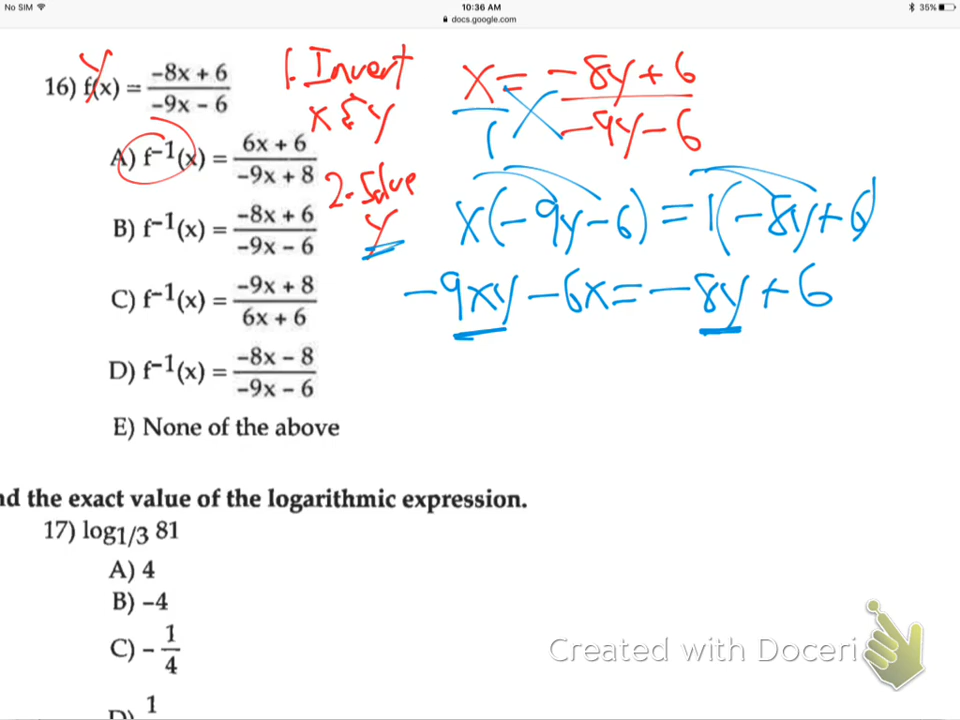 No SIM 10:36 AM 35%
docs.google.com
16) f(x) = -8x + 6 / -9x - 6
y
1. Invert
x & y
x = -8y + 6 / -9y - 6
1
A) f-1(x) = 6x + 6 / -9x + 8
2. Solve
y
x(-9y - 6) = 1(-8y + 6)
B) f-1(x) = -8x + 6 / -9x - 6
-9xy - 6x = -8y + 6
C) f-1(x) = -9x + 8 / 6x + 6
D) f-1(x) = -8x - 8 / -9x - 6
E) None of the above
nd the exact value of the logarithmic expression.
17) log1/3 81
A) 4
B) -4
C) - 1/4
D) 1
Created with Doceri